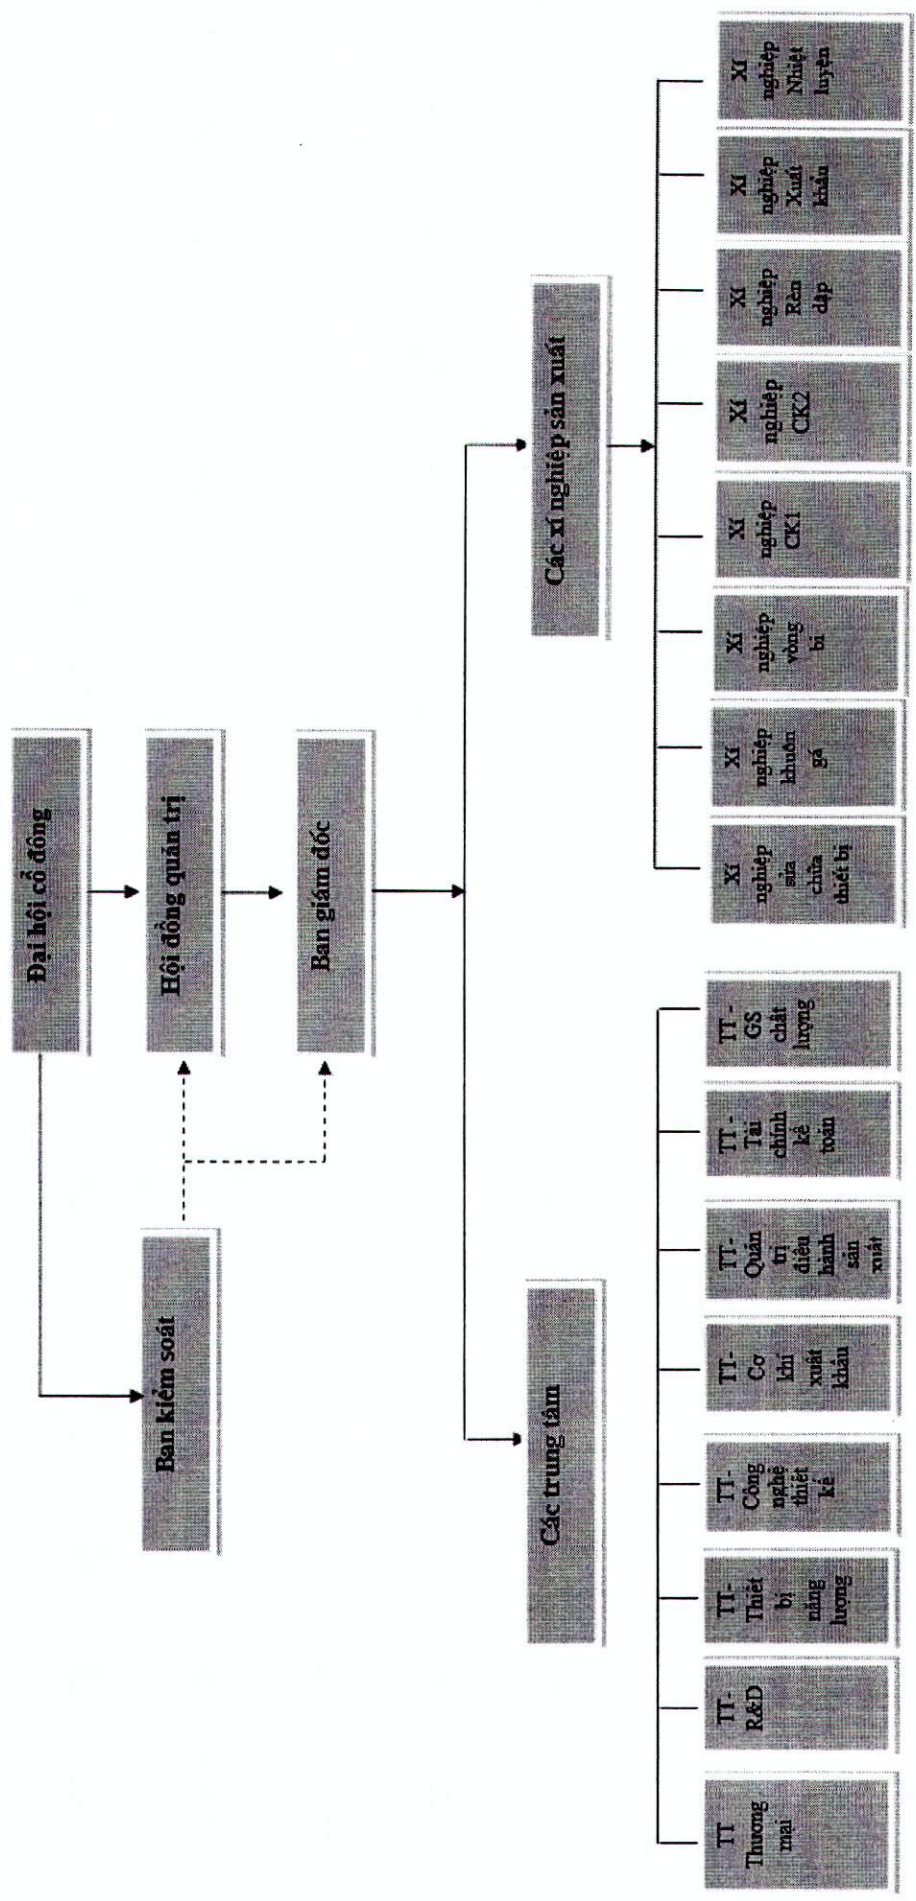 Đại hội cổ đông
Ban kiểm soát
Hội đồng quản trị
Ban giám đốc
Các trung tâm
Các xí nghiệp sản xuất
TT
Thương
mại
TT-
R&D
TT-
Thiết
bị
năng
lượng
TT-
Công
nghệ
thiết
kế
TT-
Cơ
khí
xuất
khẩu
TT-
Quản
trị
điều
hành
sản
xuất
TT -
Tài
chính
kế
toán
TT -
GS
chất
lượng
Xí
nghiệp
sửa
chữa
thiết bị
Xí
nghiệp
khuôn
gá
Xí
nghiệp
vòng
bi
Xí
nghiệp
CK1
Xí
nghiệp
CK2
Xí
nghiệp
Rèn
dập
Xí
nghiệp
Xuất
khẩu
Xí
nghiệp
Nhiệt
luyện